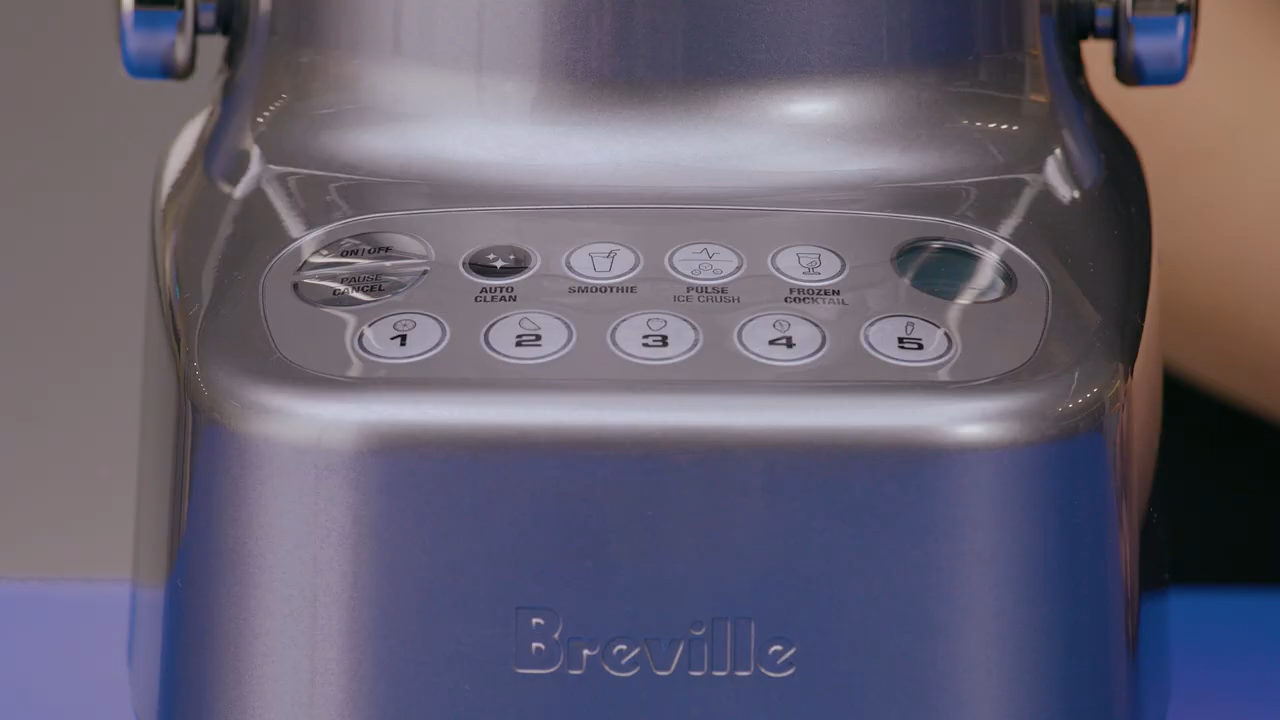 ON|OFF
PAUSE
CANCEL
AUTO
CLEAN
SMOOTHIE
PULSE
ICE CRUSH
FROZEN
COCKTAIL
1
2
3
4
5
Breville